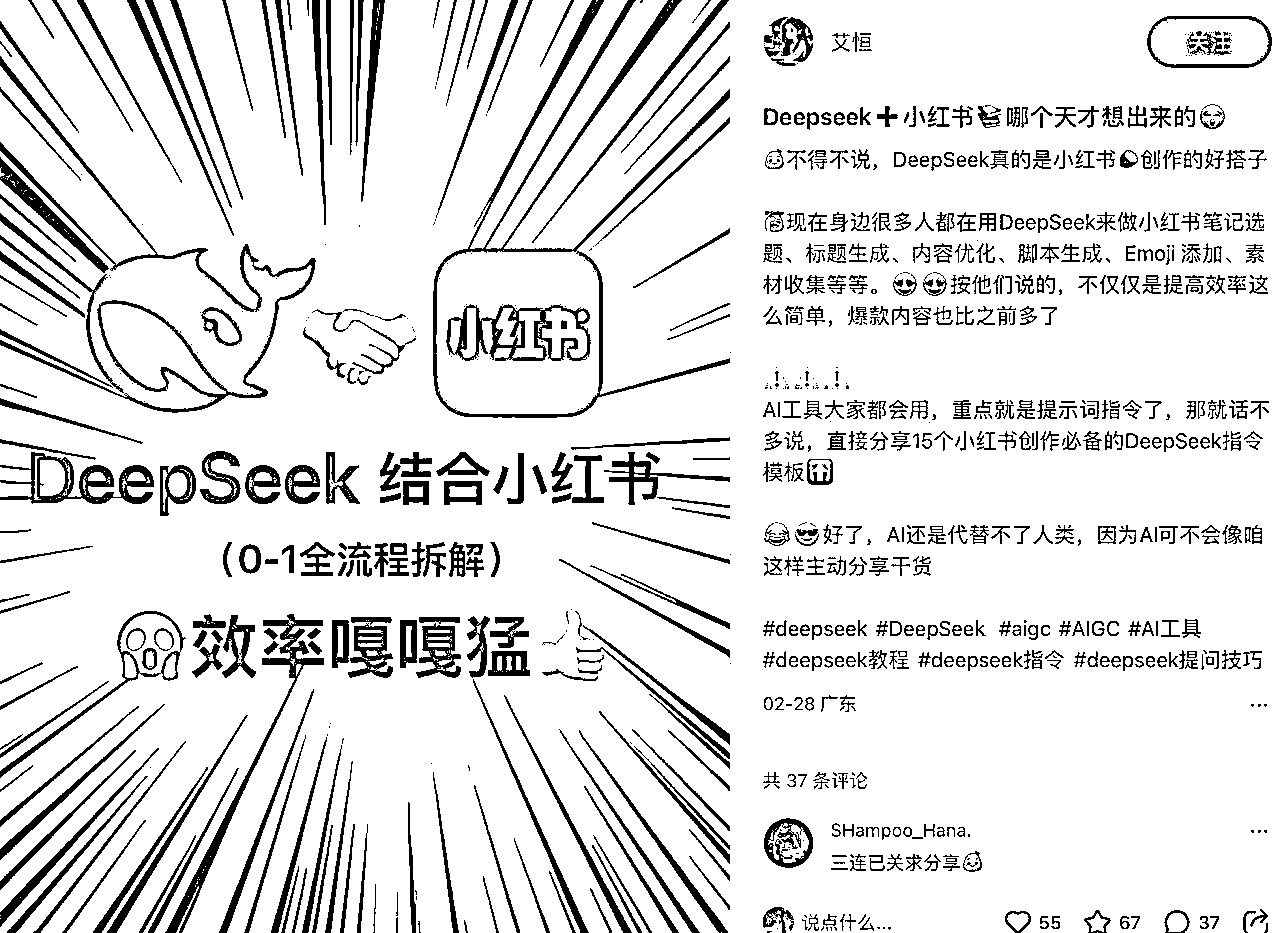 小红书
DeepSeek 结合小红书
（0-1全流程拆解）
😱效率嘎嘎猛👍
艾恒
关注
Deepseek➕小红书 哪个天才想出来的
不得不说，DeepSeek真的是小红书 创作的好搭子
现在身边很多人都在用DeepSeek来做小红书笔记选
题、标题生成、内容优化、脚本生成、Emoji 添加、素
材收集等等。😍😍按他们说的，不仅仅是提高效率这
么简单，爆款内容也比之前多了
AI工具大家都会用，重点就是提示词指令了，那就话不
多说，直接分享15个小红书创作必备的DeepSeek指令
模板
😂😎好了，AI还是代替不了人类，因为AI可不会像咱
这样主动分享干货
#deepseek #DeepSeek #aigc #AIGC #AI工具
#deepseek教程 #deepseek指令 #deepseek提问技巧
02-28 广东
...
共 37 条评论
SHampoo_Hana.
...
三连已关求分享
说点什么...
55
67
37